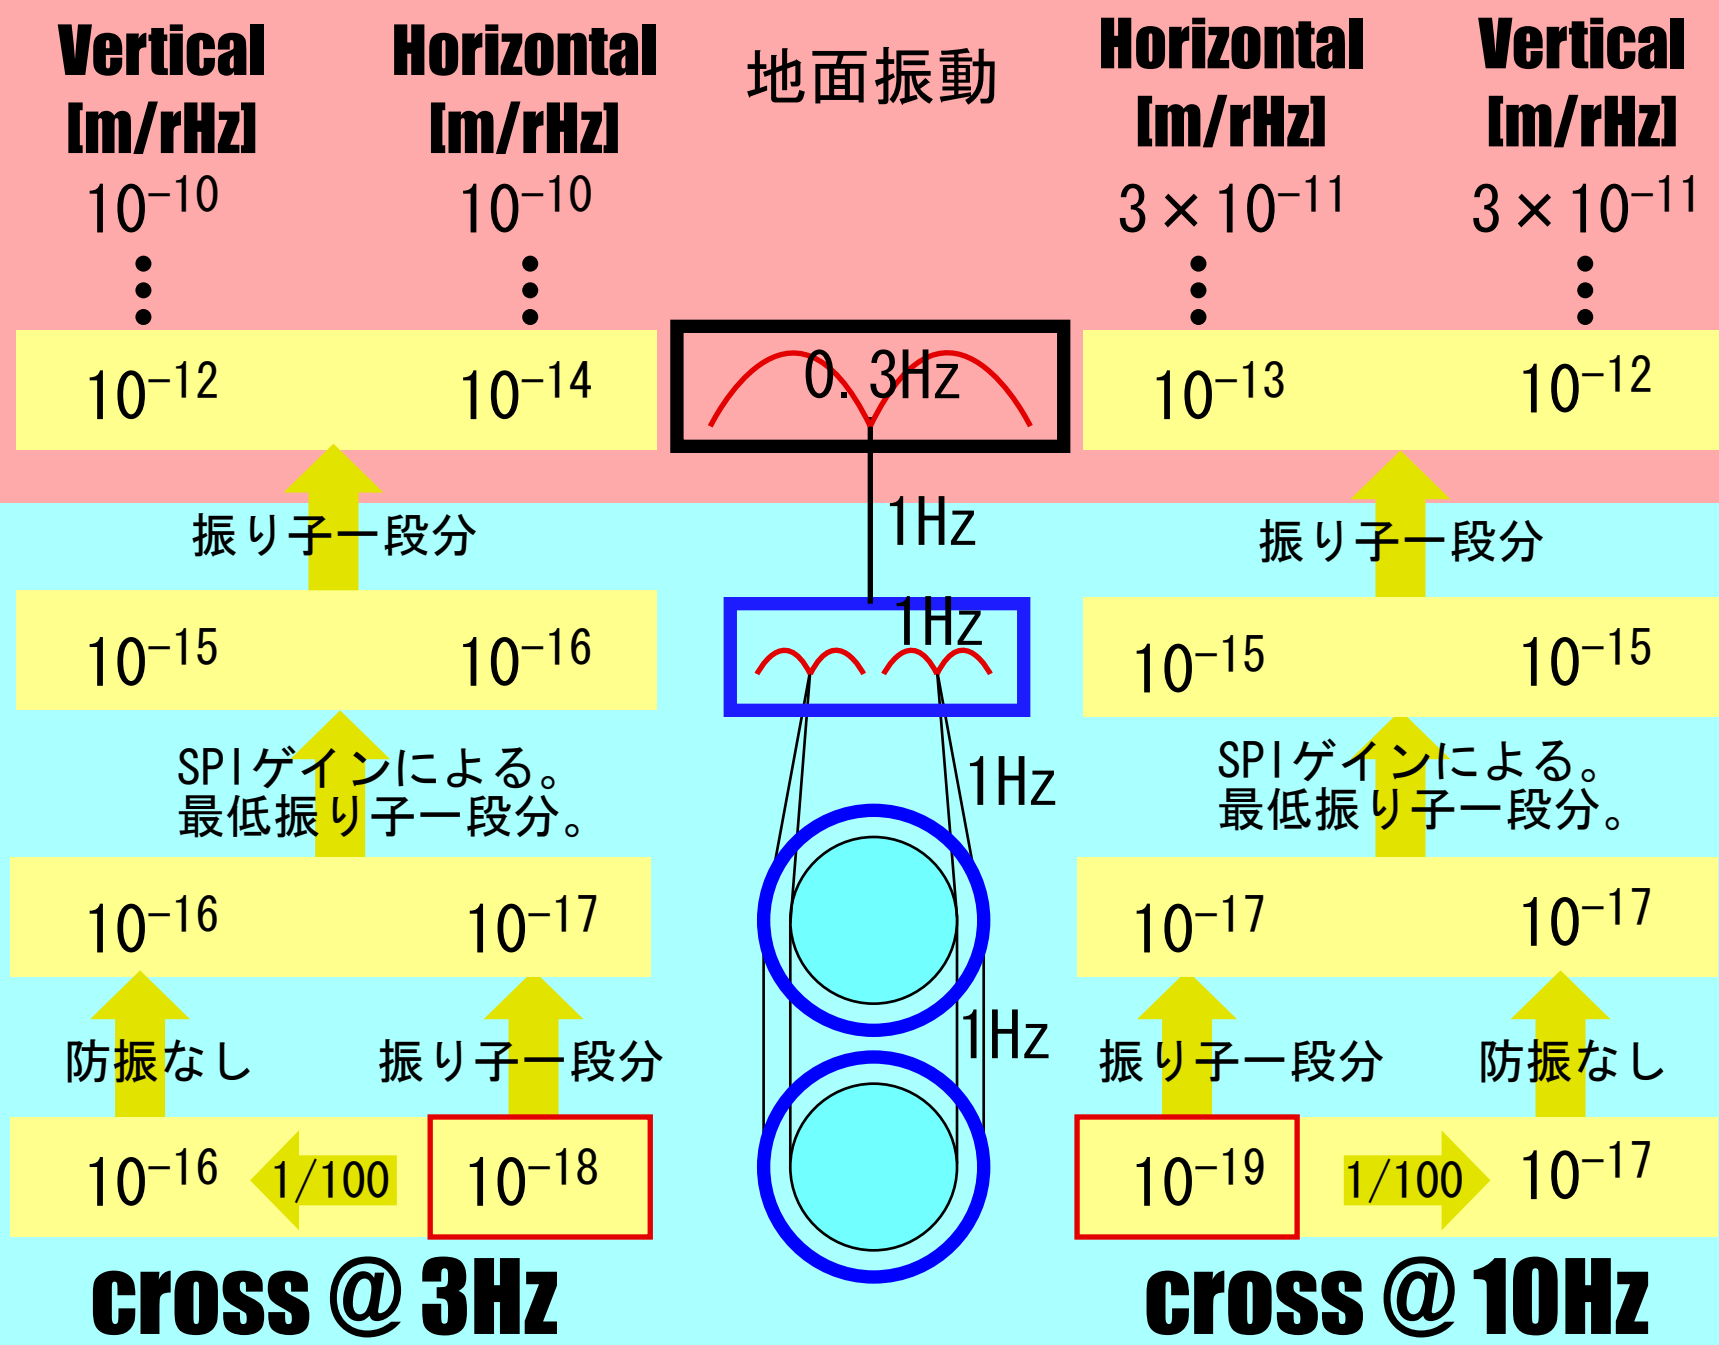 Vertical
[m/rHz]
Horizontal
[m/rHz]
地面振動
Horizontal
[m/rHz]
Vertical
[m/rHz]
10⁻¹⁰
10⁻¹⁰
3×10⁻¹¹
3×10⁻¹¹
10⁻¹²
10⁻¹⁴
0.3Hz
10⁻¹³
10⁻¹²
振り子一段分
1Hz
振り子一段分
10⁻¹⁵
10⁻¹⁶
1Hz
10⁻¹⁵
10⁻¹⁵
SPIゲインによる。
最低振り子一段分。
1Hz
SPIゲインによる。
最低振り子一段分。
10⁻¹⁶
10⁻¹⁷
10⁻¹⁷
10⁻¹⁷
防振なし
振り子一段分
1Hz
振り子一段分
防振なし
10⁻¹⁶
1/100
10⁻¹⁸
10⁻¹⁹
1/100
10⁻¹⁷
cross @ 3Hz
cross @ 10Hz